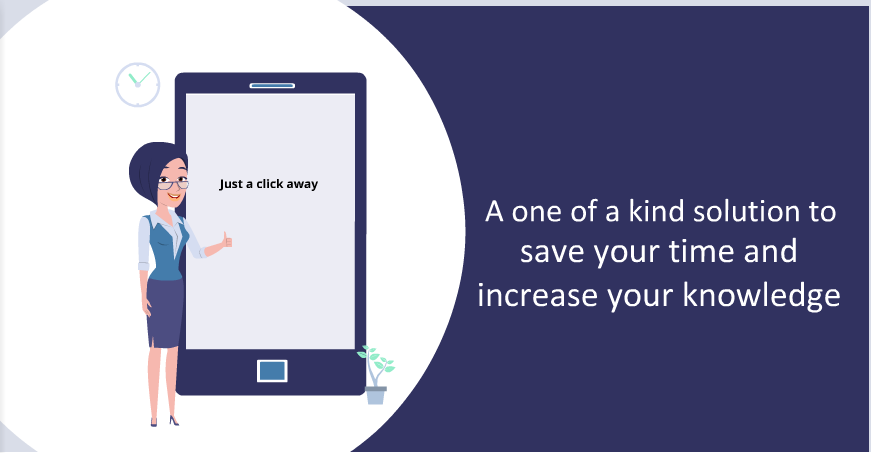 Just a click away
A one of a kind solution to
save your time and
increase your knowledge